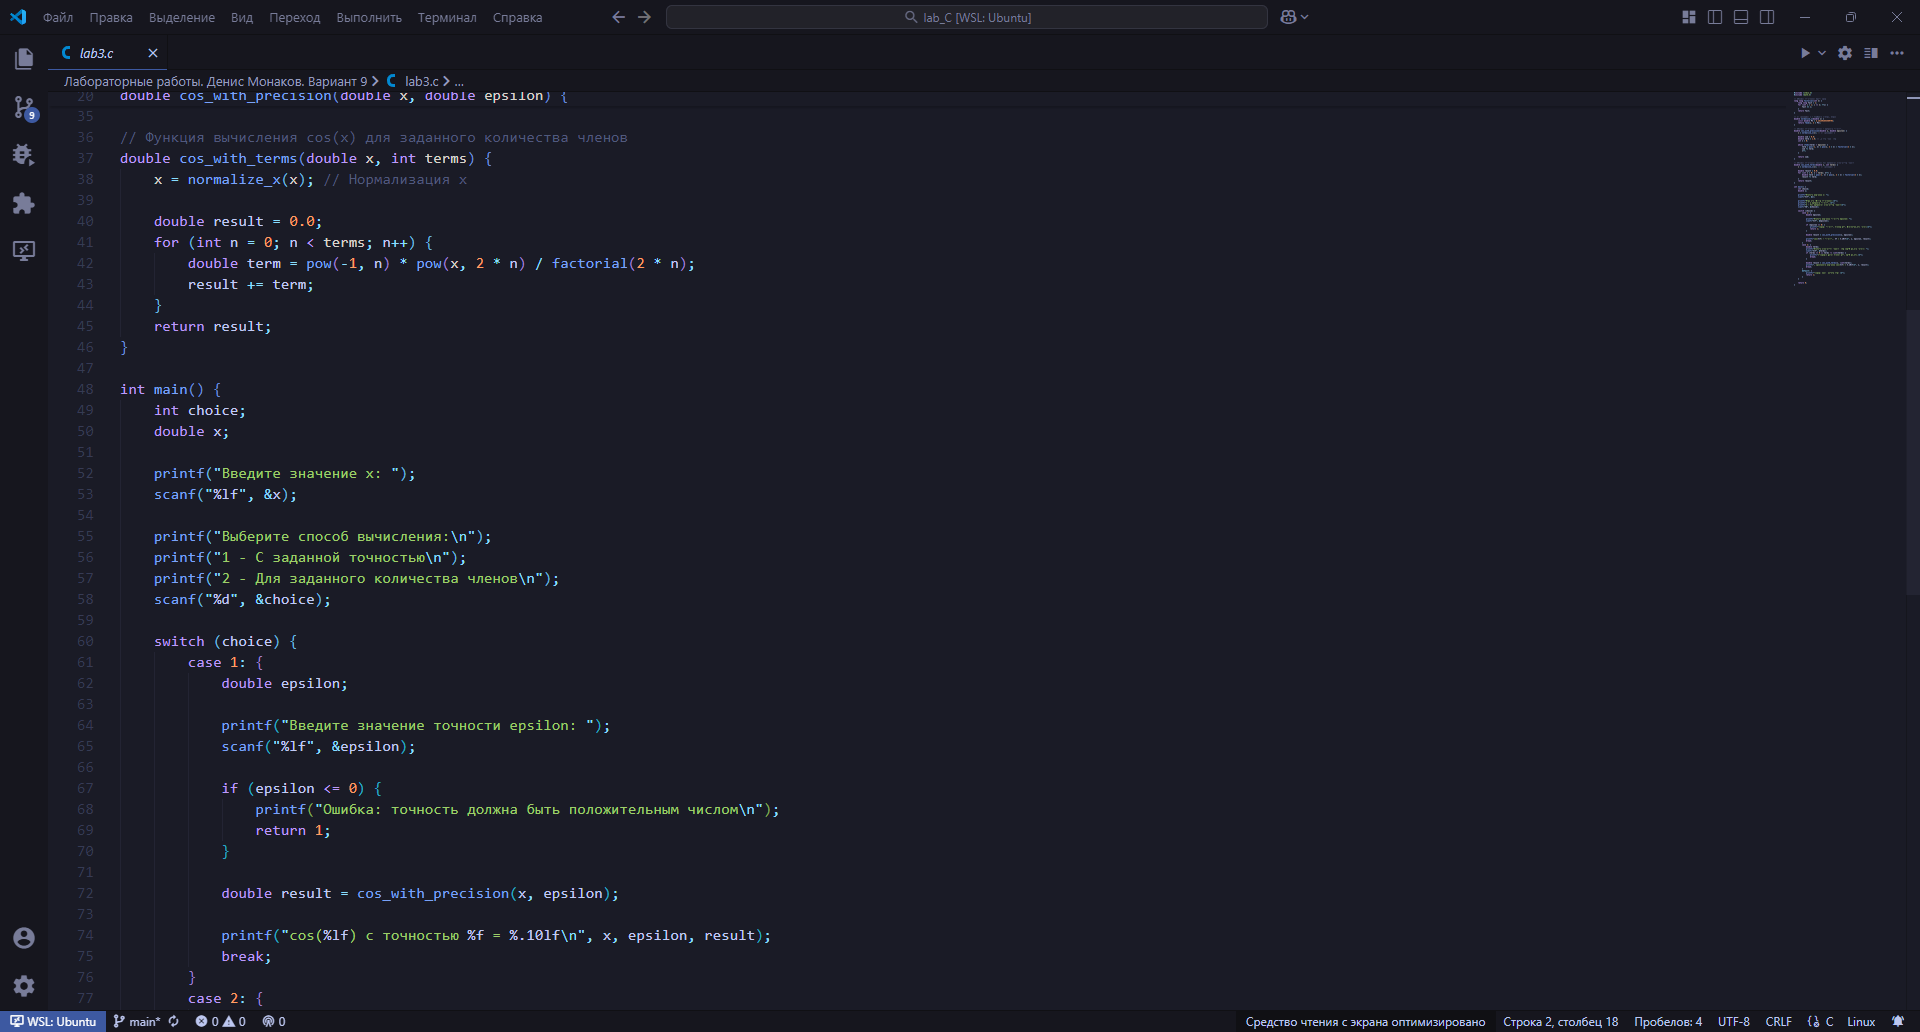 Файл Правка Выделение Вид Переход Выполнить Терминал Справка lab_C [WSL: Ubuntu]
lab3.c
Лабораторные работы. Денис Монаков. Вариант 9 > lab3.c > ...
9
20 double cos_with_precision(double x, double epsilon) {
35
36 // Функция вычисления cos(x) для заданного количества членов
37 double cos_with_terms(double x, int terms) {
38 x = normalize_x(x); // Нормализация x
39
40 double result = 0.0;
41 for (int n = 0; n < terms; n++) {
42 double term = pow(-1, n) * pow(x, 2 * n) / factorial(2 * n);
43 result += term;
44 }
45 return result;
46 }
47
48 int main() {
49 int choice;
50 double x;
51
52 printf("Введите значение x: ");
53 scanf("%lf", &x);
54
55 printf("Выберите способ вычисления:\n");
56 printf("1 - С заданной точностью\n");
57 printf("2 - Для заданного количества членов\n");
58 scanf("%d", &choice);
59
60 switch (choice) {
61 case 1: {
62 double epsilon;
63
64 printf("Введите значение точности epsilon: ");
65 scanf("%lf", &epsilon);
66
67 if (epsilon <= 0) {
68 printf("Ошибка: точность должна быть положительным числом\n");
69 return 1;
70 }
71
72 double result = cos_with_precision(x, epsilon);
73
74 printf("cos(%lf) с точностью %f = %.10lf\n", x, epsilon, result);
75 break;
76 }
77 case 2: {
WSL: Ubuntu main* 0 0 0 Средство чтения с экрана оптимизировано Строка 2, столбец 18 Пробелов: 4 UTF-8 CRLF C Linux